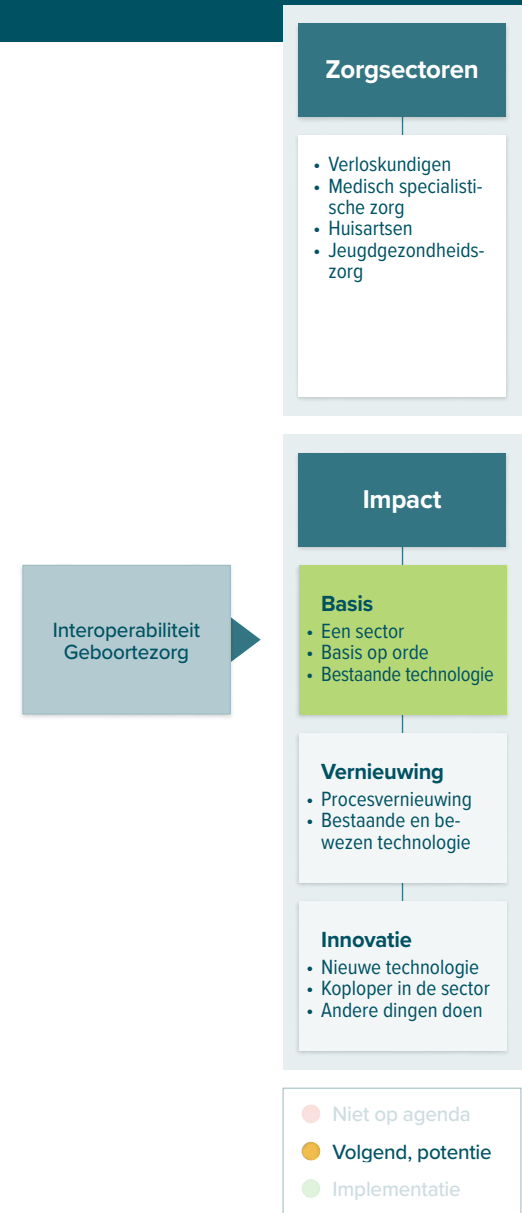 Zorgsectoren
• Verloskundigen
• Medisch specialisti-
sche zorg
• Huisartsen
• Jeugdgezondheids-
zorg
Impact
Interoperabiliteit
Geboortezorg
Basis
• Een sector
• Basis op orde
• Bestaande technologie
Vernieuwing
• Procesvernieuwing
• Bestaande en be-
wezen technologie
Innovatie
• Nieuwe technologie
• Koploper in de sector
• Andere dingen doen
Niet op agenda
Volgend, potentie
Implementatie